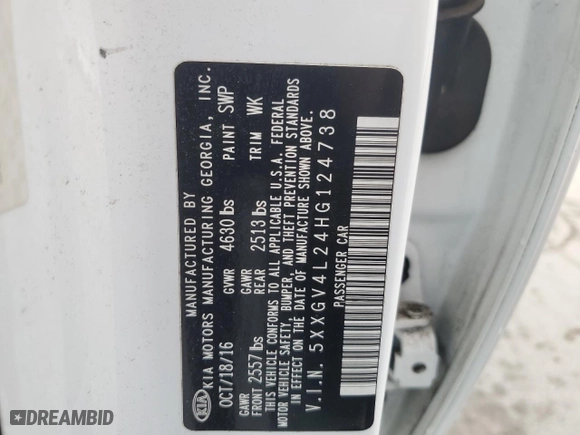 MANUFACTURED BY
KIA KIA MOTORS MANUFACTURING GEORGIA, INC.
OCT/18/16 GVWR 4630 lbs PAINT SWP
GAWR FRONT 2557 lbs GAWR REAR 2513 lbs TRIM WK
THIS VEHICLE CONFORMS TO ALL APPLICABLE U.S.A. FEDERAL
MOTOR VEHICLE SAFETY, BUMPER, AND THEFT PREVENTION STANDARDS
IN EFFECT ON THE DATE OF MANUFACTURE SHOWN ABOVE.
V.I.N. 5XXGV4L24HG124738
PASSENGER CAR
DREAMBID